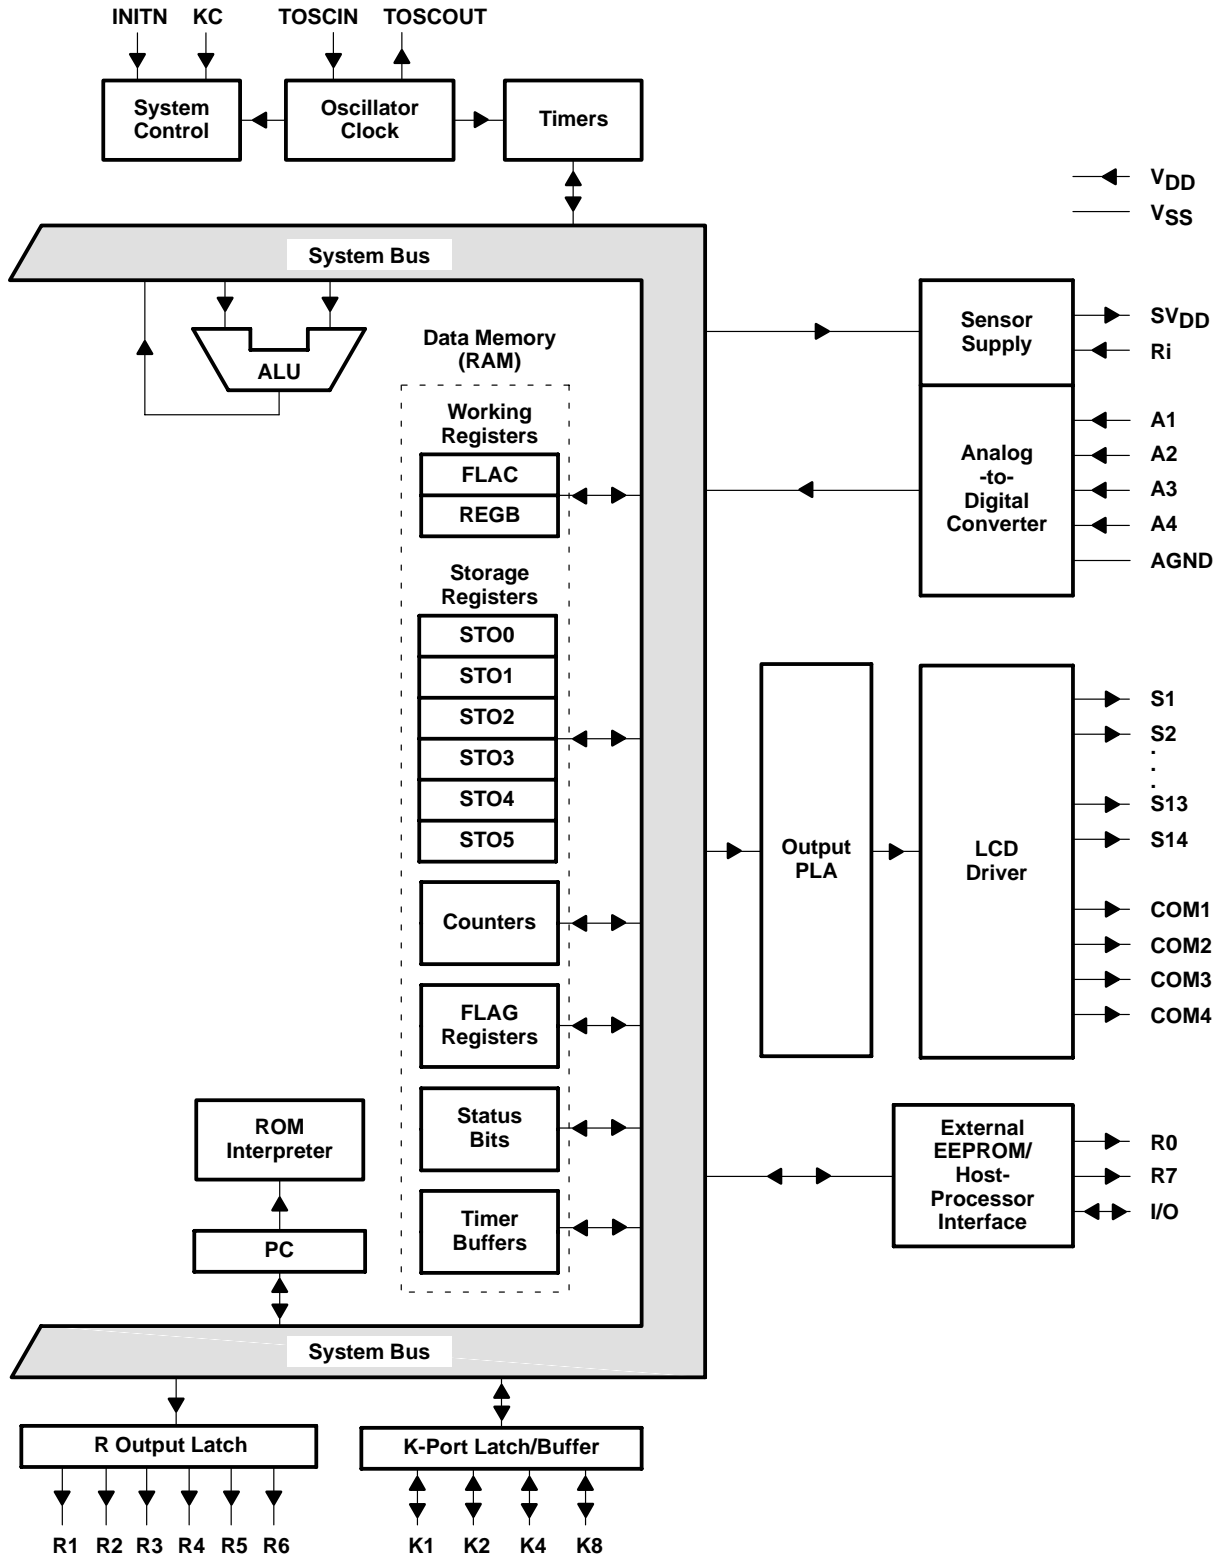 INITN KC TOSCIN TOSCOUT
System
Control
Oscillator
Clock
Timers
VDD
VSS
System Bus
ALU
Data Memory
(RAM)
Working
Registers
FLAC
REGB
Storage
Registers
STO0
STO1
STO2
STO3
STO4
STO5
Counters
FLAG
Registers
Status
Bits
Timer
Buffers
Sensor
Supply
SVDD
Ri
Analog
-to-
Digital
Converter
A1
A2
A3
A4
AGND
Output
PLA
LCD
Driver
S1
S2
.
.
.
S13
S14
COM1
COM2
COM3
COM4
External
EEPROM/
Host-
Processor
Interface
R0
R7
I/O
ROM
Interpreter
PC
System Bus
R Output Latch
K-Port Latch/Buffer
R1 R2 R3 R4 R5 R6 K1 K2 K4 K8